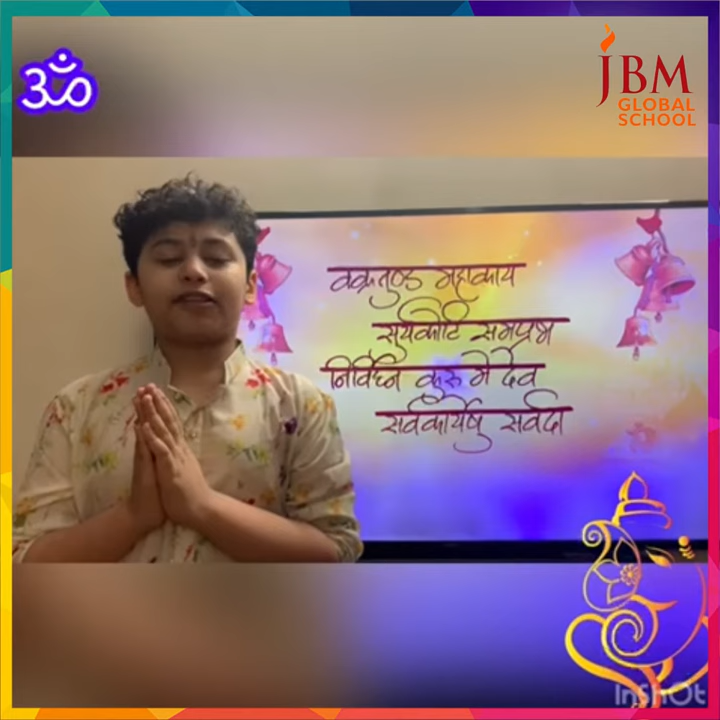 ॐ
JBM
GLOBAL
SCHOOL
वक्रतुण्ड महाकाय
सुर्यकोटि समप्रभ
निर्विघ्न कुरु मे देव
सर्वकार्येषु सर्वदा
InShOt